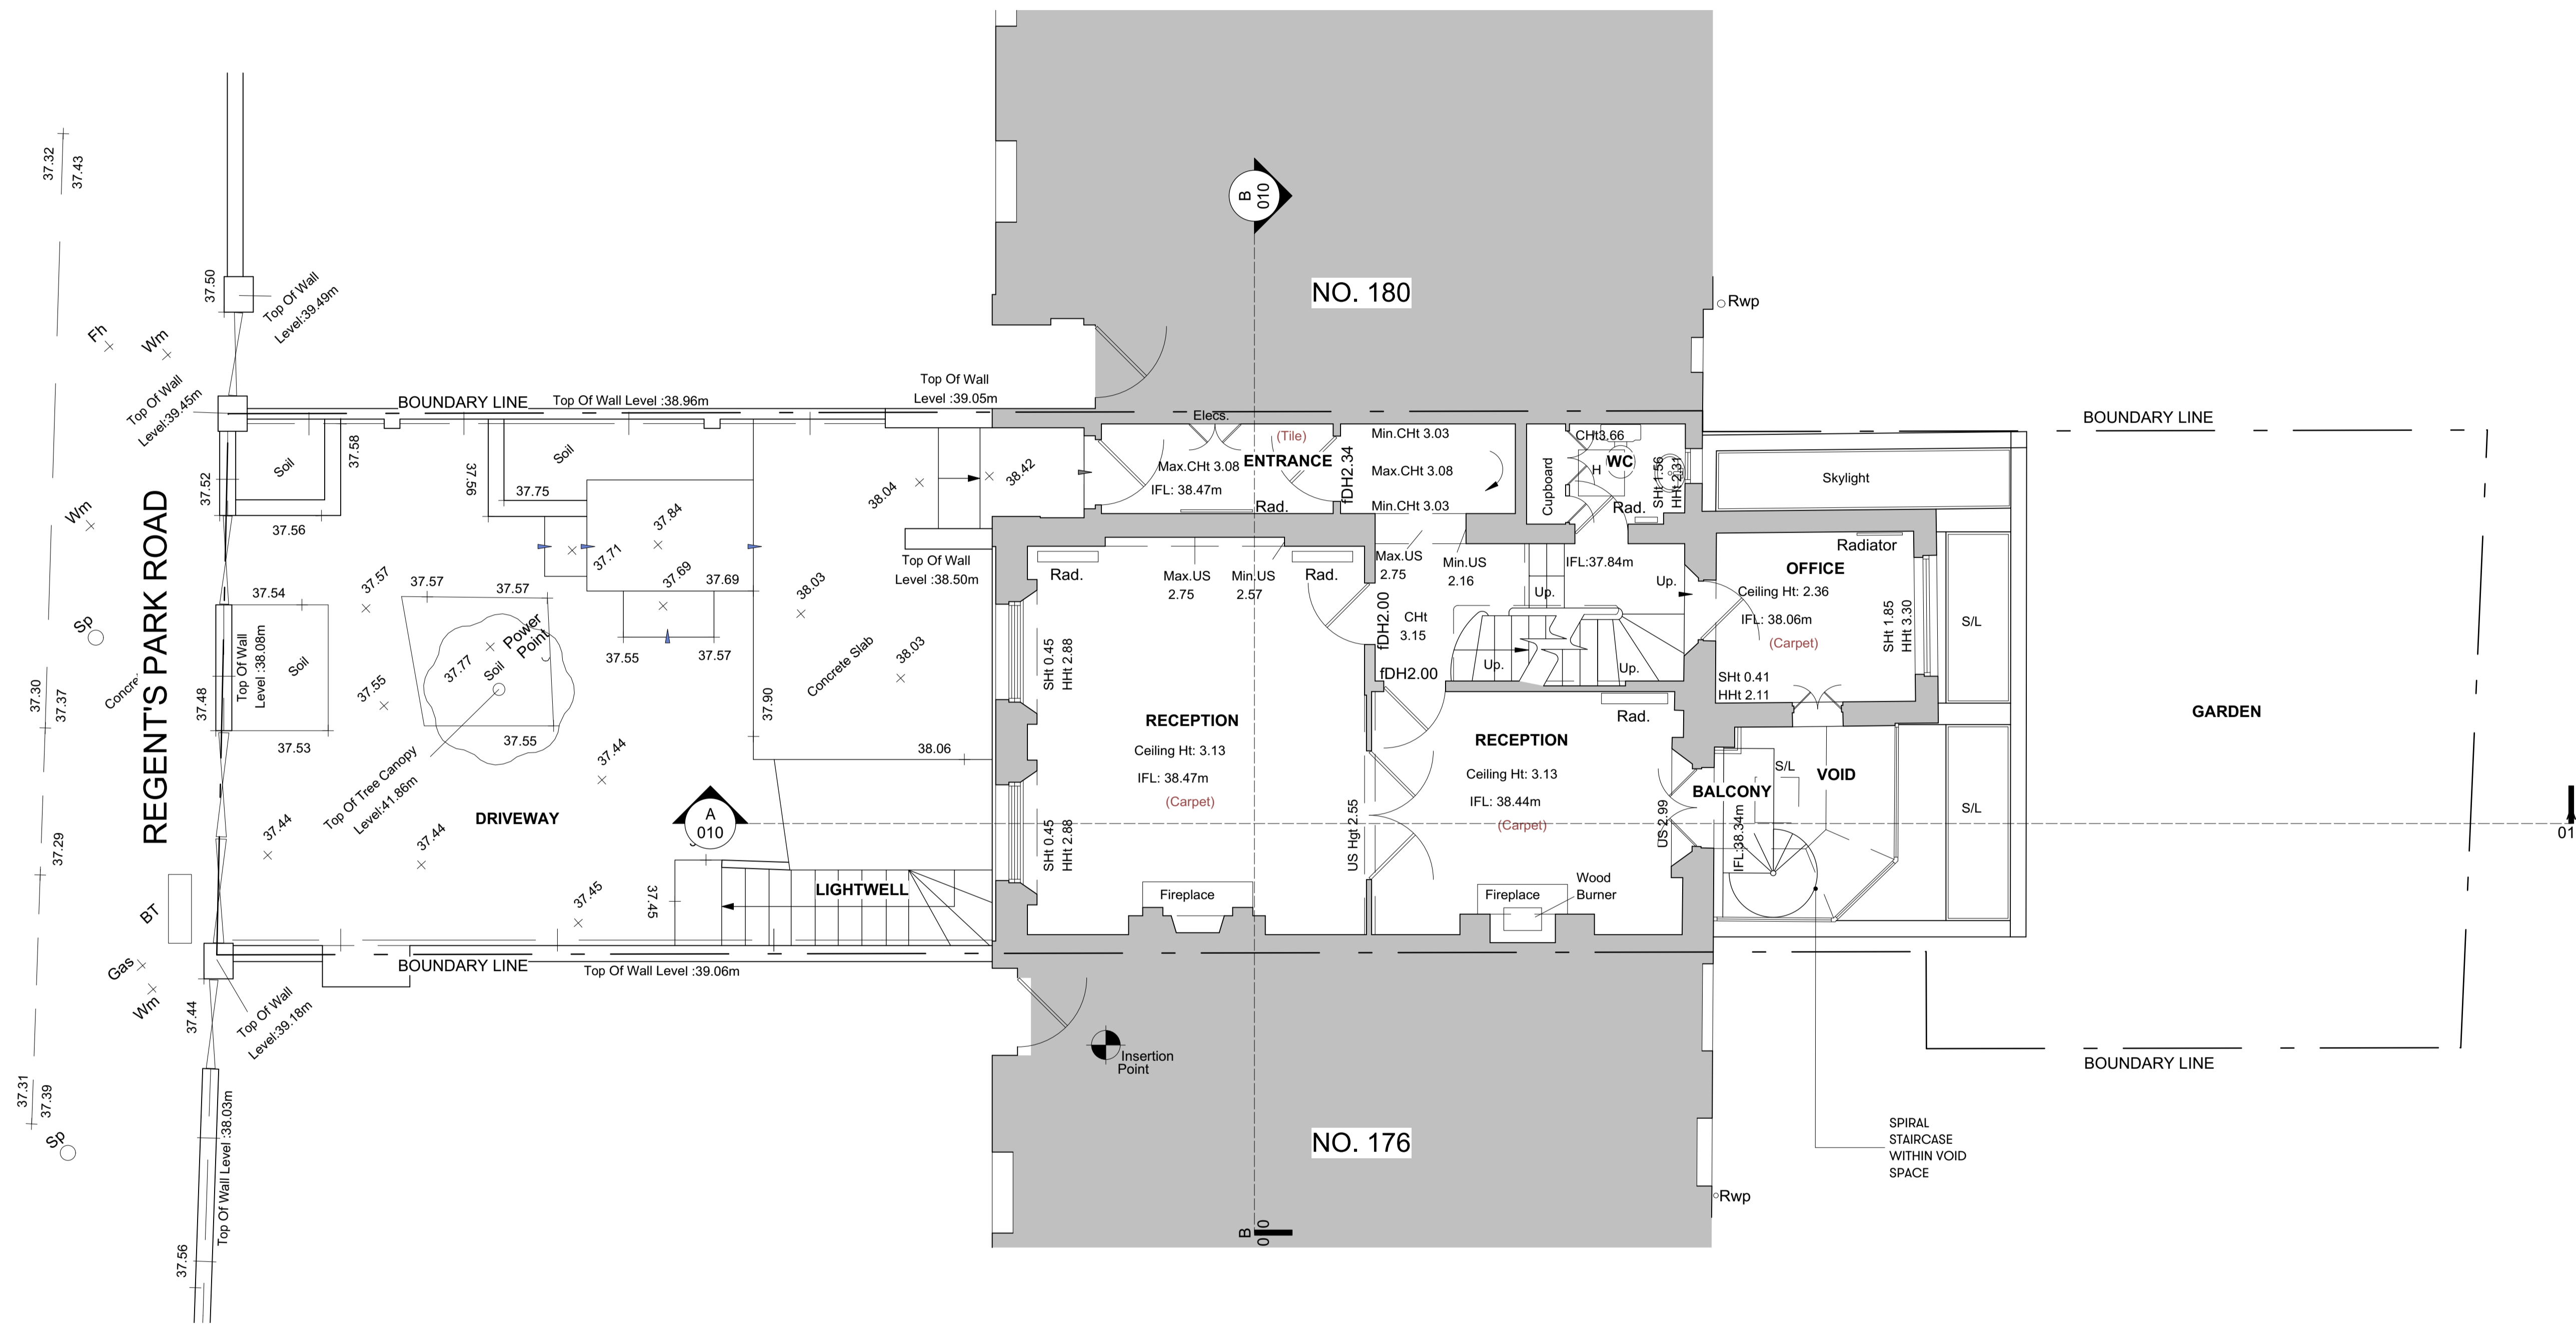 37.32
37.43
37.50
Top Of Wall
Level:39.49m
Fh
Wm
Top Of Wall
Level:39.45m
Wm
Sp
REGENT'S PARK ROAD
37.30
37.37
37.29
BT
Gas
Wm
37.31
37.39
Sp
37.44
Top Of Wall
Level:39.18m
Top Of Wall Level :38.03m
37.56
BOUNDARY LINE
Top Of Wall Level :38.96m
Top Of Wall
Level :39.05m
37.52
Soil
37.58
37.56
37.56
Soil
37.75
37.84
37.71
37.69
37.69
37.57
37.54
37.57
37.57
Soil
Top Of Wall
Level :38.08m
37.48
37.53
37.55
37.77
Soil
Power
Point
37.55
37.55
37.57
Top Of Tree Canopy
Level:41.86m
37.44
37.44
37.44
37.45
37.45
DRIVEWAY
A
010
LIGHTWELL
37.90
38.03
38.03
Concrete Slab
38.06
38.04
38.42
Top Of Wall
Level :38.50m
BOUNDARY LINE
Top Of Wall Level :39.06m
B
010
NO. 180
Rwp
Elecs.
(Tile)
Max.CHt 3.08
ENTRANCE
IFL: 38.47m
Rad.
fDH2.34
Min.CHt 3.03
Max.CHt 3.08
Min.CHt 3.03
Cupboard
CHt3.66
H
WC
SHt 1.56
HHt 2.31
Rad.
Skylight
Rad.
Max.US
2.75
Min.US
2.57
Rad.
SHt 0.45
HHt 2.88
SHt 0.45
HHt 2.88
RECEPTION
Ceiling Ht: 3.13
IFL: 38.47m
(Carpet)
Fireplace
US Hgt 2.55
Max.US
2.75
Min.US
2.16
IFL:37.84m
Up.
Up.
CHt
3.15
fDH2.00
fDH2.00
Up.
Up.
Rad.
RECEPTION
Ceiling Ht: 3.13
IFL: 38.44m
(Carpet)
Fireplace
Wood
Burner
US 2.99
Radiator
OFFICE
Ceiling Ht: 2.36
IFL: 38.06m
(Carpet)
SHt 1.85
HHt 3.30
SHt 0.41
HHt 2.11
S/L
S/L
S/L
VOID
BALCONY
IFL:38.34m
BOUNDARY LINE
GARDEN
01
BOUNDARY LINE
SPIRAL
STAIRCASE
WITHIN VOID
SPACE
Insertion
Point
NO. 176
Rwp
B